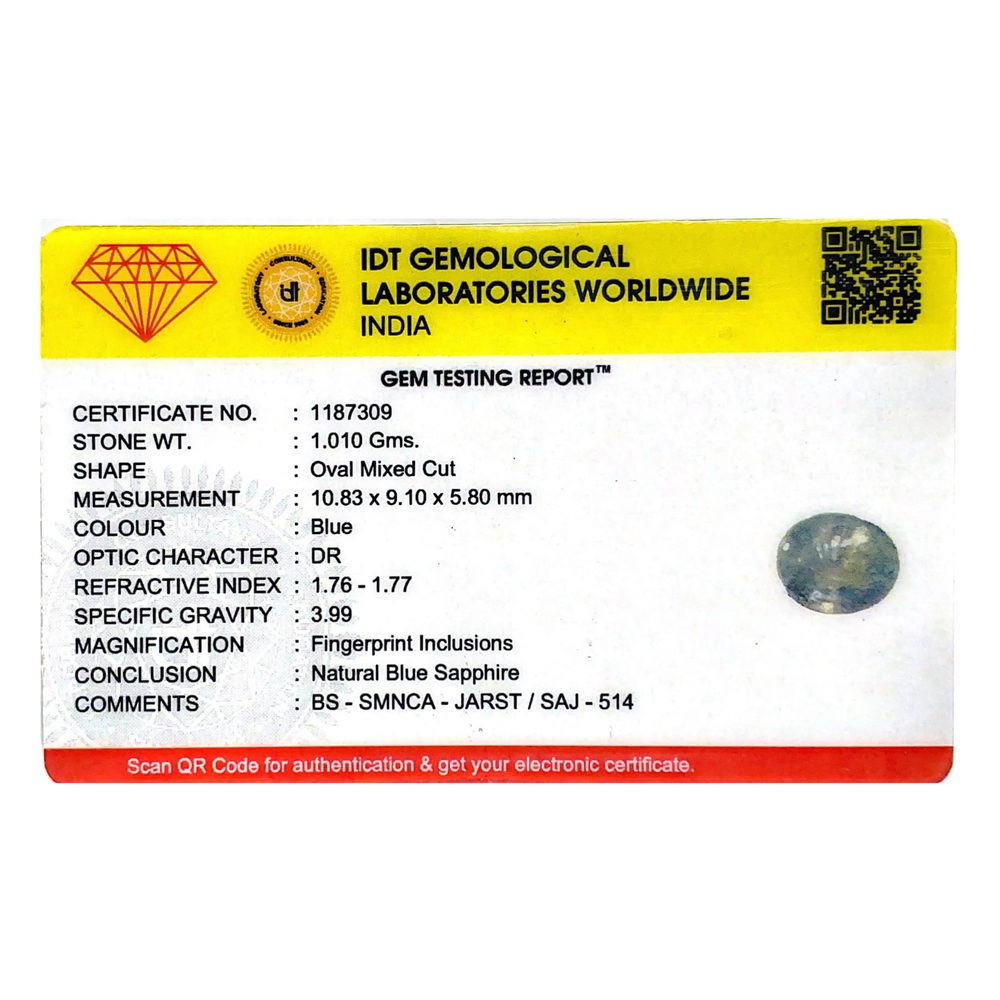 IDT GEMOLOGICAL
LABORATORIES WORLDWIDE
INDIA
idt
GEM TESTING REPORT™
CERTIFICATE NO. : 1187309
STONE WT. : 1.010 Gms.
SHAPE : Oval Mixed Cut
MEASUREMENT : 10.83 x 9.10 x 5.80 mm
COLOUR : Blue
OPTIC CHARACTER : DR
REFRACTIVE INDEX : 1.76 - 1.77
SPECIFIC GRAVITY : 3.99
MAGNIFICATION : Fingerprint Inclusions
CONCLUSION : Natural Blue Sapphire
COMMENTS : BS - SMNCA - JARST / SAJ - 514
Scan QR Code for authentication & get your electronic certificate.